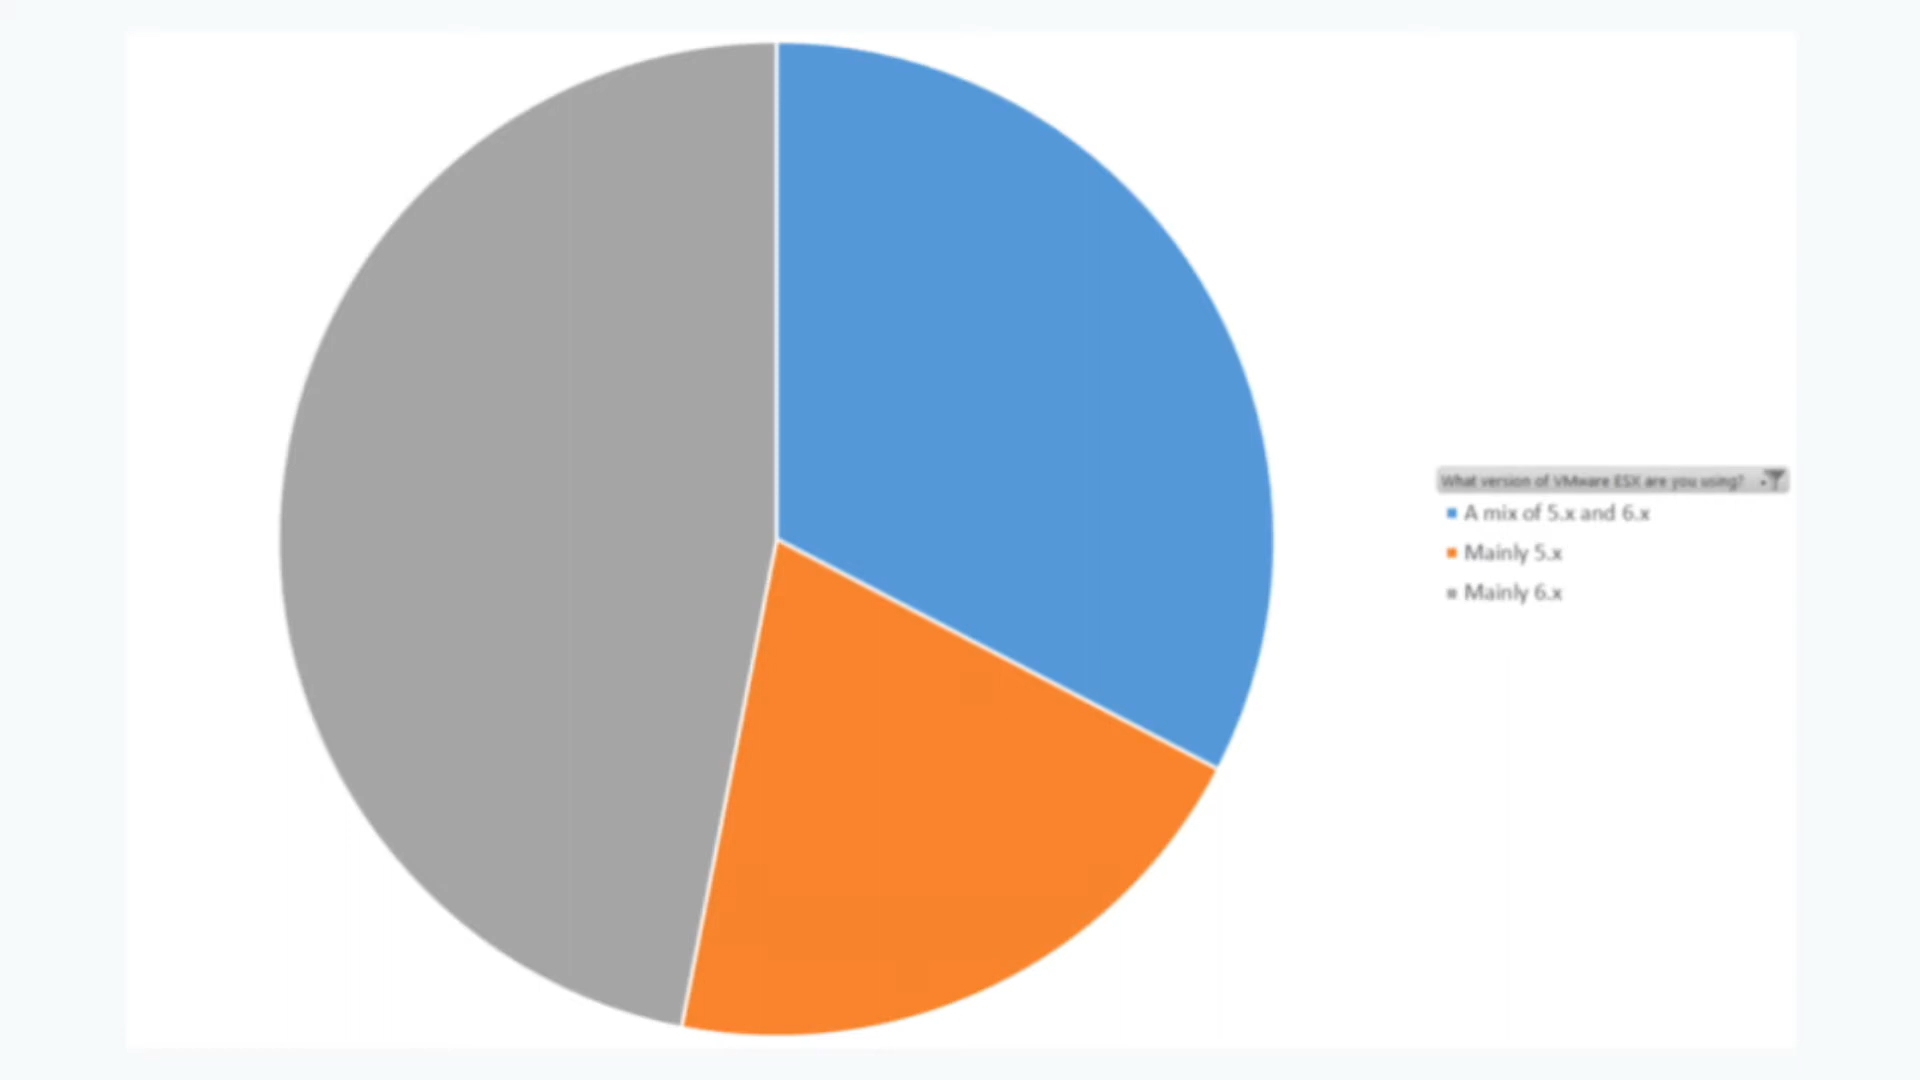 What version of VMware ESX are you using?
A mix of 5.x and 6.x
Mainly 5.x
Mainly 6.x